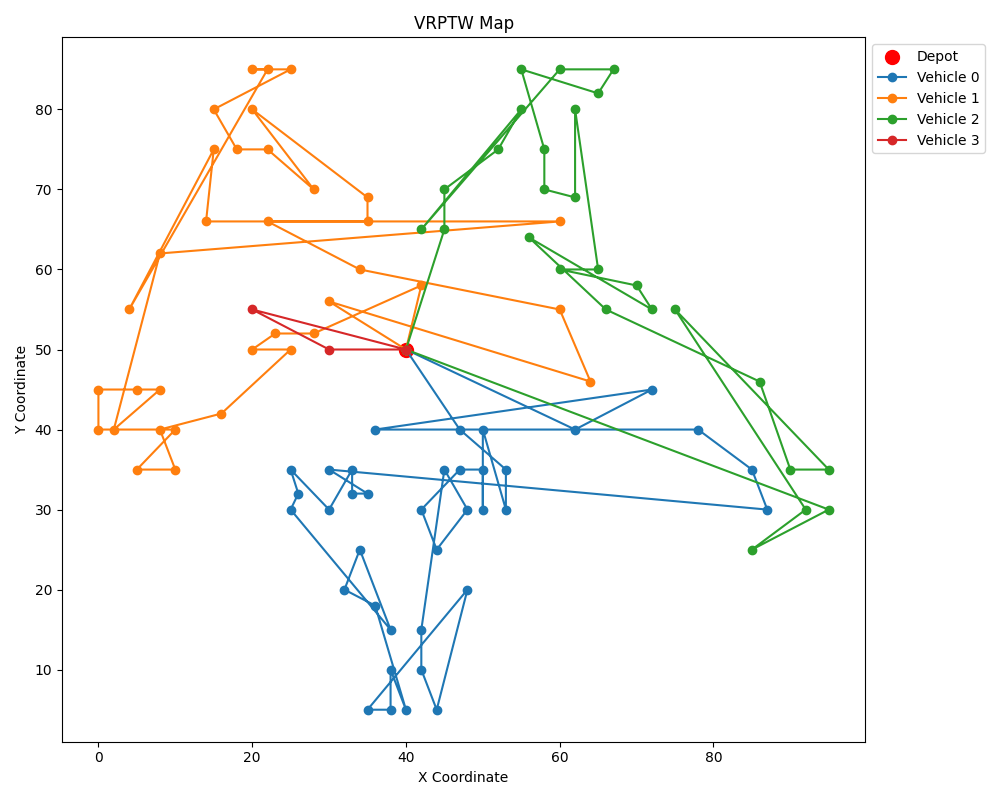 VRPTW Map
Depot
Vehicle 0
Vehicle 1
Vehicle 2
Vehicle 3
Y Coordinate
80
70
60
50
40
30
20
10
0
20
40
60
80
X Coordinate